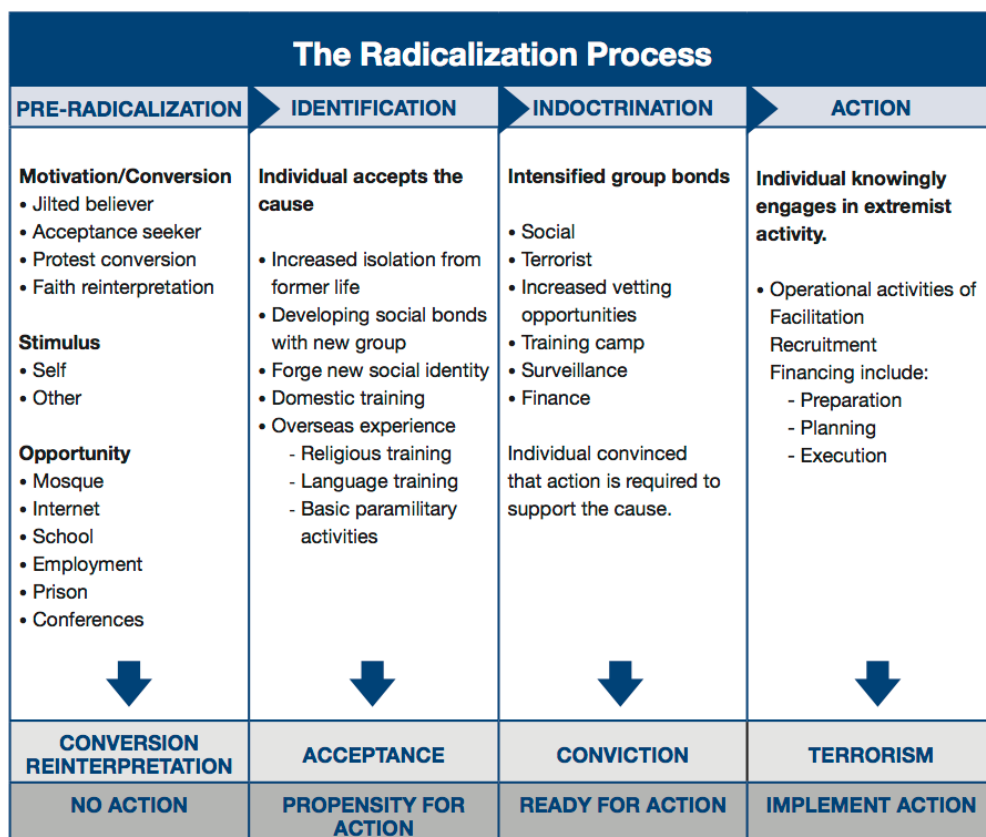 The Radicalization Process
PRE-RADICALIZATION
IDENTIFICATION
INDOCTRINATION
ACTION
Motivation/Conversion
• Jilted believer
• Acceptance seeker
• Protest conversion
• Faith reinterpretation
Stimulus
• Self
• Other
Opportunity
• Mosque
• Internet
• School
• Employment
• Prison
• Conferences
Individual accepts the
cause
• Increased isolation from
former life
• Developing social bonds
with new group
• Forge new social identity
• Domestic training
• Overseas experience
- Religious training
- Language training
- Basic paramilitary
activities
Intensified group bonds
• Social
• Terrorist
• Increased vetting
opportunities
• Training camp
• Surveillance
• Finance
Individual convinced
that action is required to
support the cause.
Individual knowingly
engages in extremist
activity.
• Operational activities of
Facilitation
Recruitment
Financing include:
- Preparation
- Planning
- Execution
CONVERSION
REINTERPRETATION
ACCEPTANCE
CONVICTION
TERRORISM
NO ACTION
PROPENSITY FOR
ACTION
READY FOR ACTION
IMPLEMENT ACTION